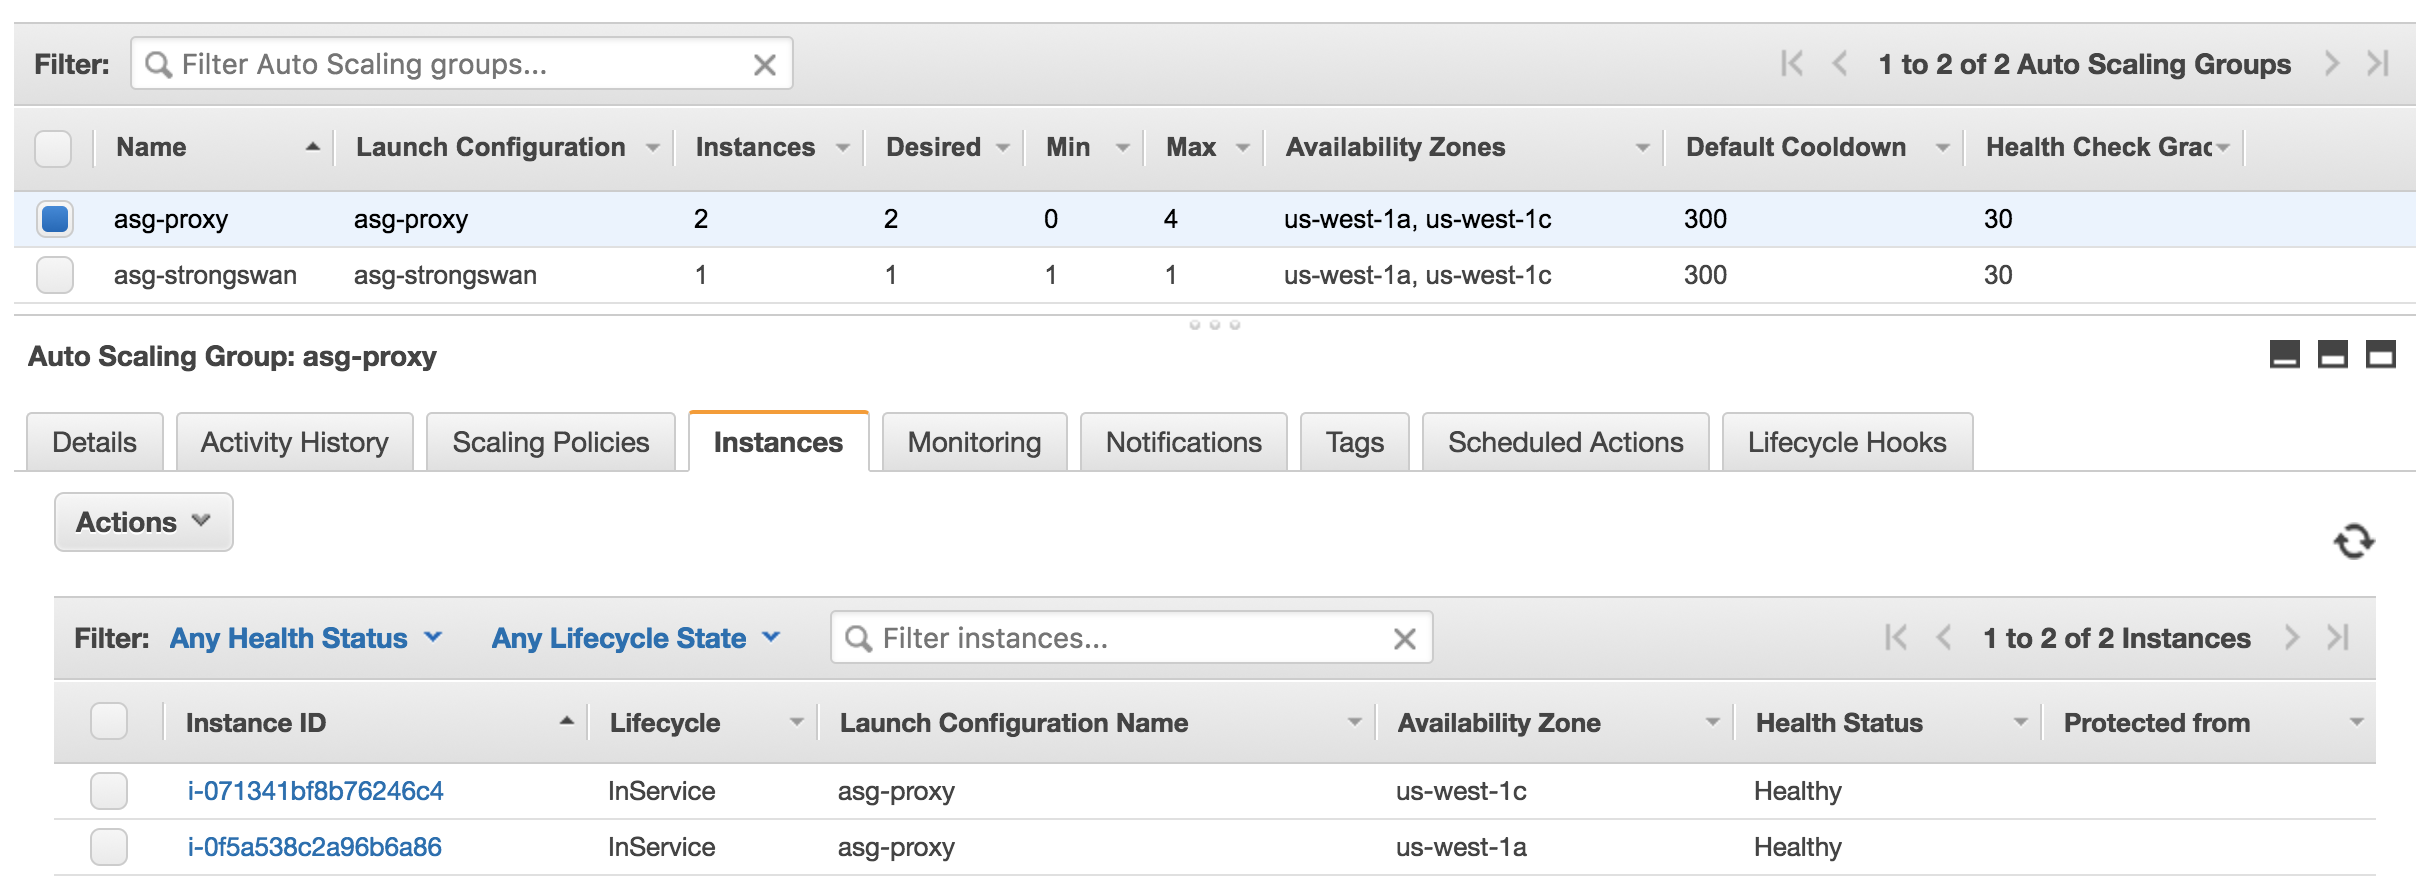 Filter: Filter Auto Scaling groups... 1 to 2 of 2 Auto Scaling Groups
Name Launch Configuration Instances Desired Min Max Availability Zones Default Cooldown Health Check Grac
asg-proxy asg-proxy 2 2 0 4 us-west-1a, us-west-1c 300 30
asg-strongswan asg-strongswan 1 1 1 1 us-west-1a, us-west-1c 300 30
Auto Scaling Group: asg-proxy
Details Activity History Scaling Policies Instances Monitoring Notifications Tags Scheduled Actions Lifecycle Hooks
Actions
Filter: Any Health Status Any Lifecycle State Filter instances... 1 to 2 of 2 Instances
Instance ID Lifecycle Launch Configuration Name Availability Zone Health Status Protected from
i-071341bf8b76246c4 InService asg-proxy us-west-1c Healthy
i-0f5a538c2a96b6a86 InService asg-proxy us-west-1a Healthy